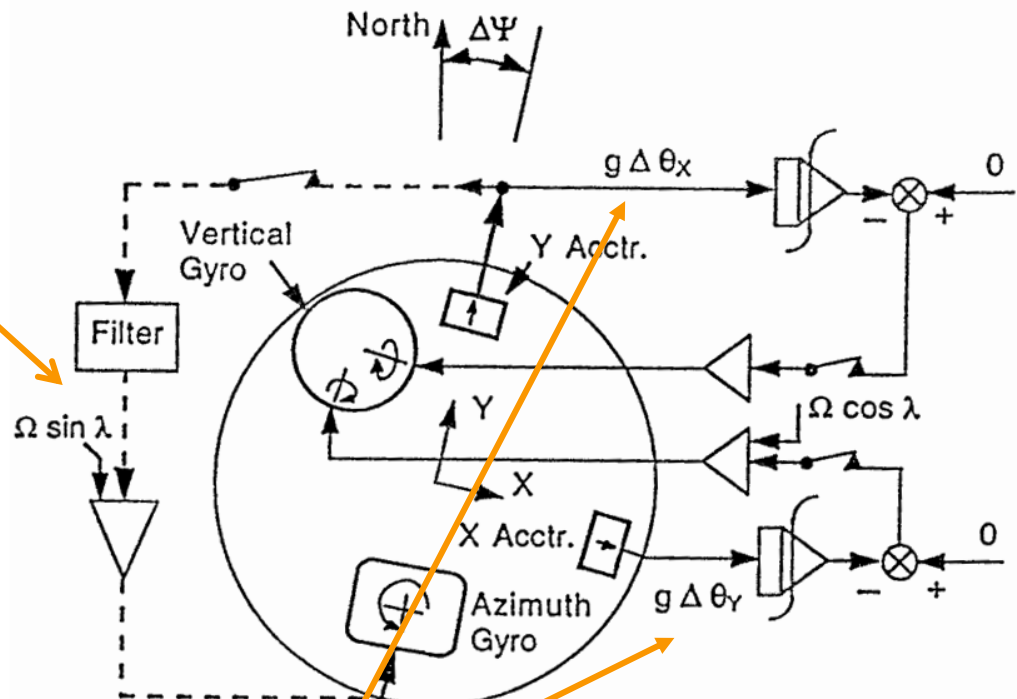 North
ΔΨ
g Δ θX
0
−
+
Vertical
Gyro
Y Acctr.
Filter
Ω sin λ
Ω cos λ
Y
X
X Acctr.
0
−
+
g Δ θY
Azimuth
Gyro